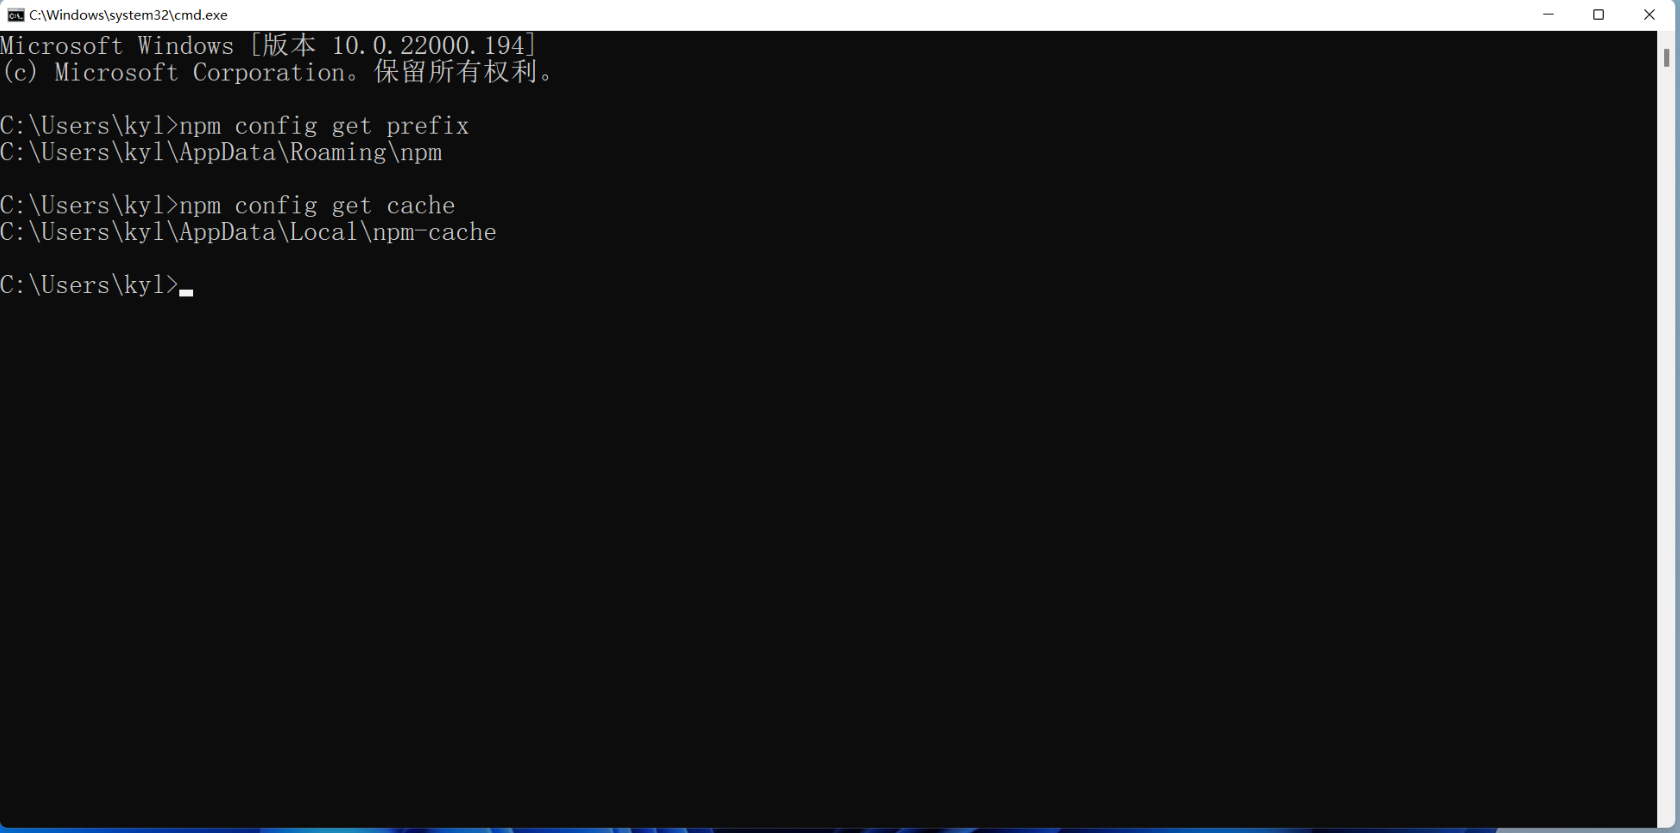 C:\Windows\system32\cmd.exe
Microsoft Windows [版本 10.0.22000.194]
(c) Microsoft Corporation。保留所有权利。
C:\Users\kyl>npm config get prefix
C:\Users\kyl\AppData\Roaming\npm
C:\Users\kyl>npm config get cache
C:\Users\kyl\AppData\Local\npm-cache
C:\Users\kyl>